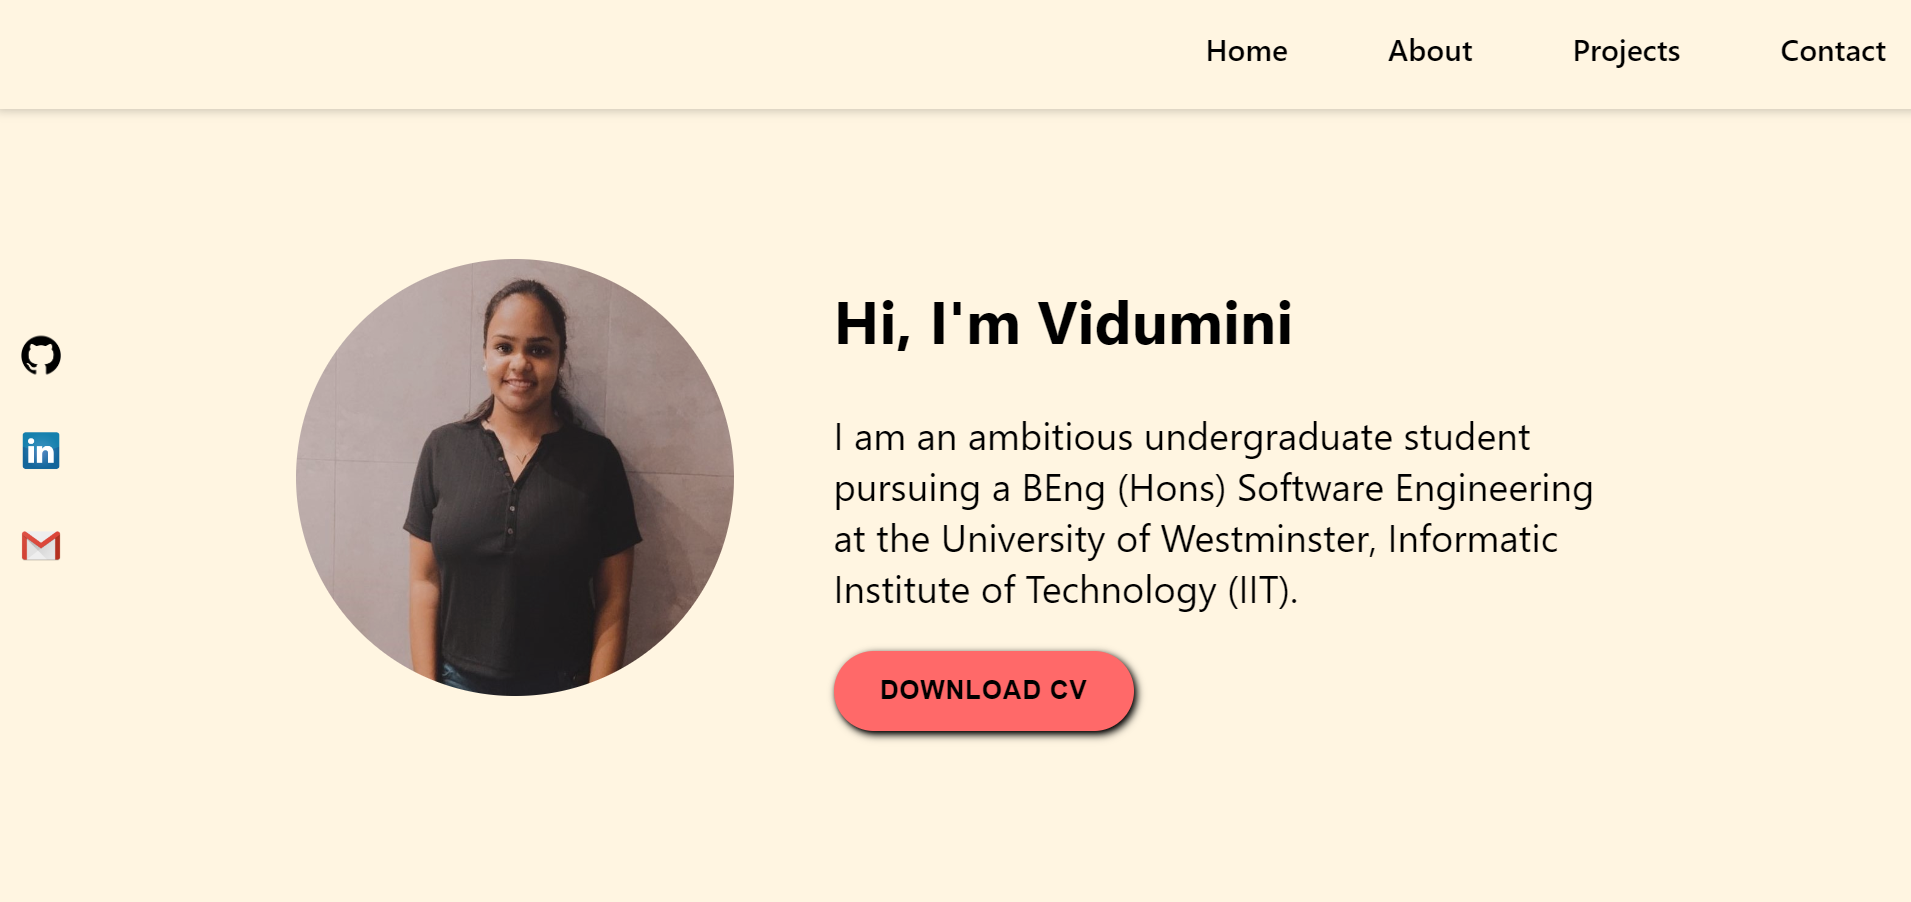 Home
About
Projects
Contact
Hi, I'm Vidumini
in
I am an ambitious undergraduate student
pursuing a BEng (Hons) Software Engineering
at the University of Westminster, Informatic
Institute of Technology (IIT).
DOWNLOAD CV